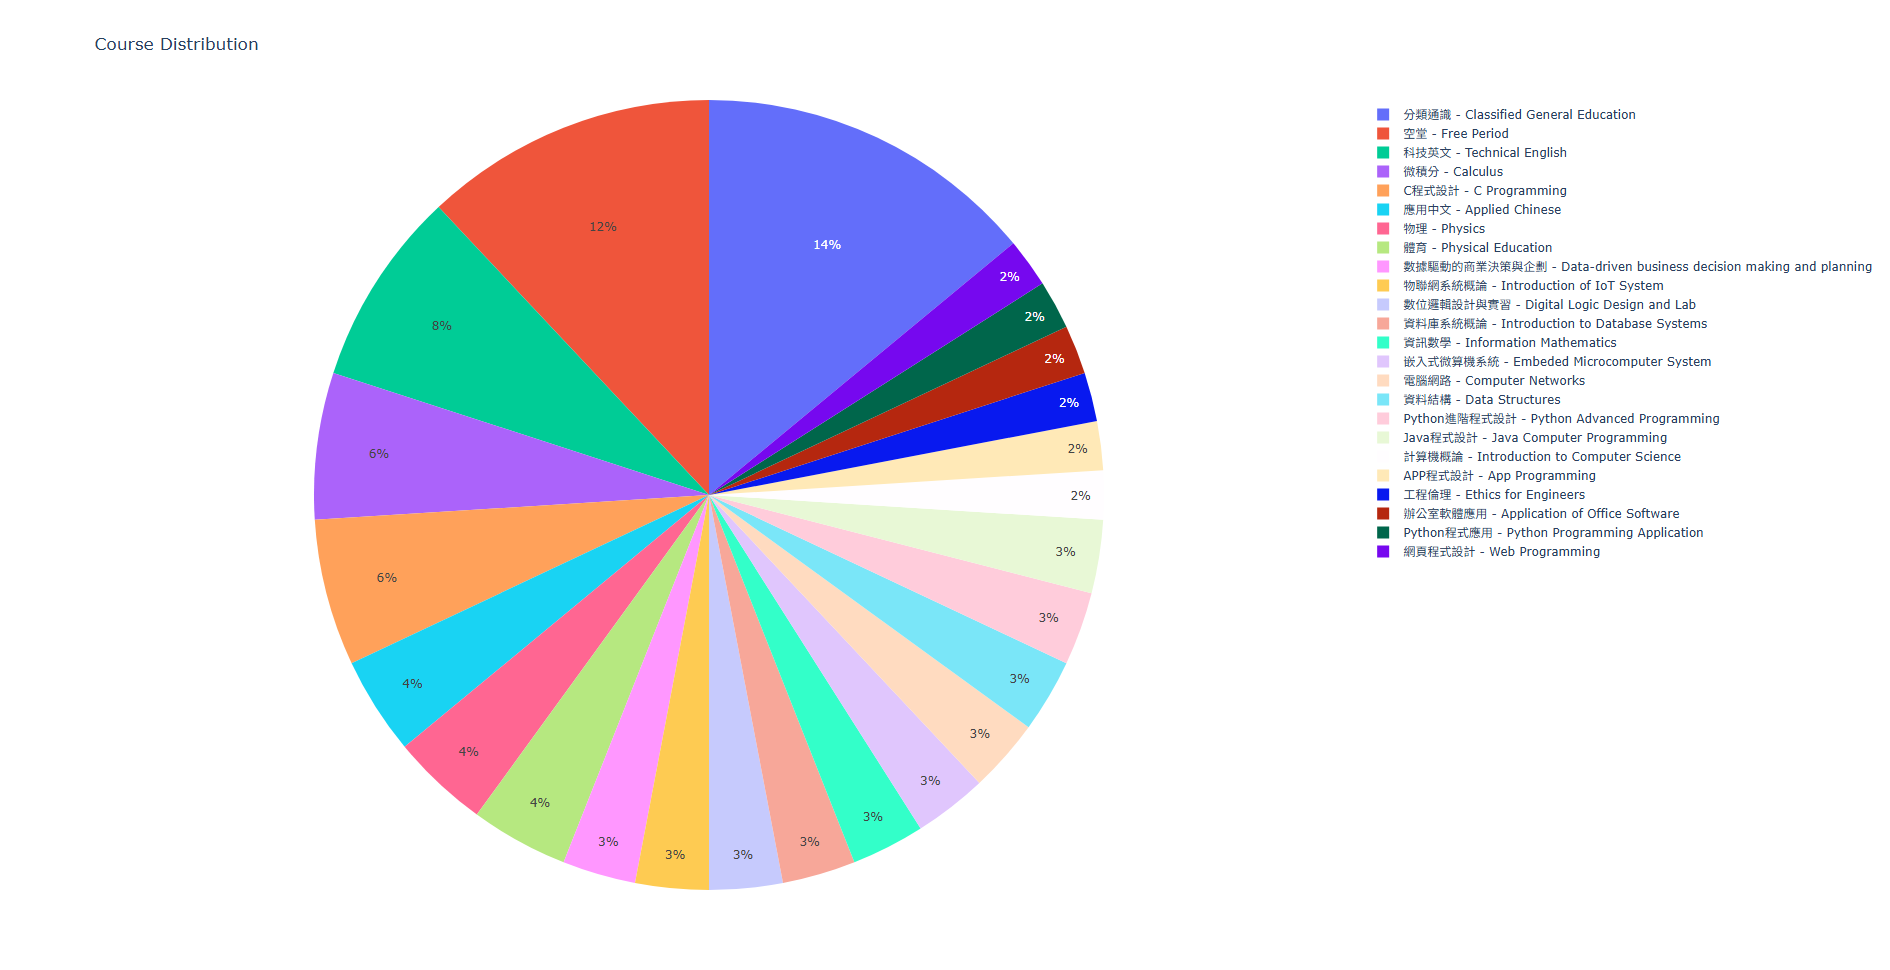 Course Distribution
14%
12%
8%
6%
6%
4%
4%
4%
3%
3%
3%
3%
3%
3%
3%
3%
3%
3%
2%
2%
2%
2%
2%
2%
分類通識 - Classified General Education
空堂 - Free Period
科技英文 - Technical English
微積分 - Calculus
C程式設計 - C Programming
應用中文 - Applied Chinese
物理 - Physics
體育 - Physical Education
數據驅動的商業決策與企劃 - Data-driven business decision making and planning
物聯網系統概論 - Introduction of IoT System
數位邏輯設計與實習 - Digital Logic Design and Lab
資料庫系統概論 - Introduction to Database Systems
資訊數學 - Information Mathematics
嵌入式微算機系統 - Embeded Microcomputer System
電腦網路 - Computer Networks
資料結構 - Data Structures
Python進階程式設計 - Python Advanced Programming
Java程式設計 - Java Computer Programming
計算機概論 - Introduction to Computer Science
APP程式設計 - App Programming
工程倫理 - Ethics for Engineers
辦公室軟體應用 - Application of Office Software
Python程式應用 - Python Programming Application
網頁程式設計 - Web Programming